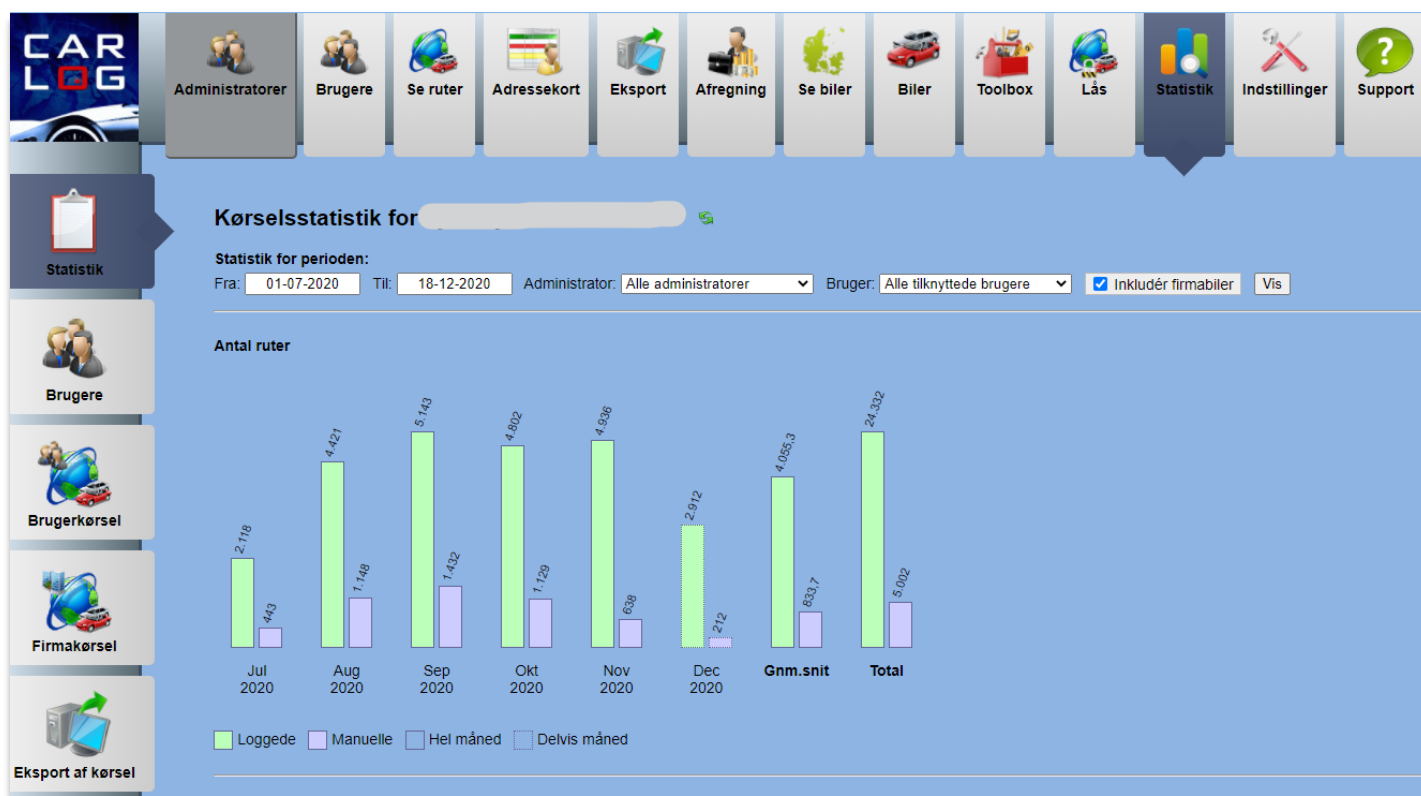 CAR
LOG
Administratorer
Brugere
Se ruter
Adressekort
Eksport
Afregning
Se biler
Biler
Toolbox
Lås
Statistik
Indstillinger
Support
Statistik
Brugere
Brugerkørsel
Firmakørsel
Eksport af kørsel
Kørselsstatistik for
Statistik for perioden:
Fra: 01-07-2020 Til: 18-12-2020 Administrator: Alle administratorer Bruger: Alle tilknyttede brugere Inkludér firmabiler Vis
Antal ruter
2.118
443
4.421
1.148
5.143
1.432
4.802
1.129
4.936
638
2.912
212
4.055,3
833,7
24.332
5.002
Jul
2020
Aug
2020
Sep
2020
Okt
2020
Nov
2020
Dec
2020
Gnm.snit
Total
Loggede Manuelle Hel måned Delvis måned